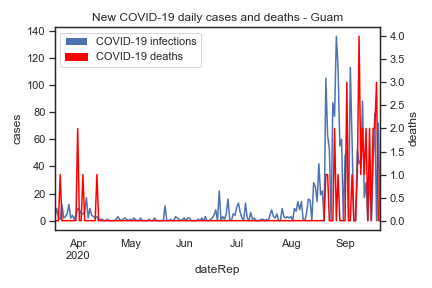 New COVID-19 daily cases and deaths - Guam
COVID-19 infections
COVID-19 deaths
cases
140
120
100
80
60
40
20
0
deaths
4.0
3.5
3.0
2.5
2.0
1.5
1.0
0.5
0.0
Apr May Jun Jul Aug Sep
2020
dateRep